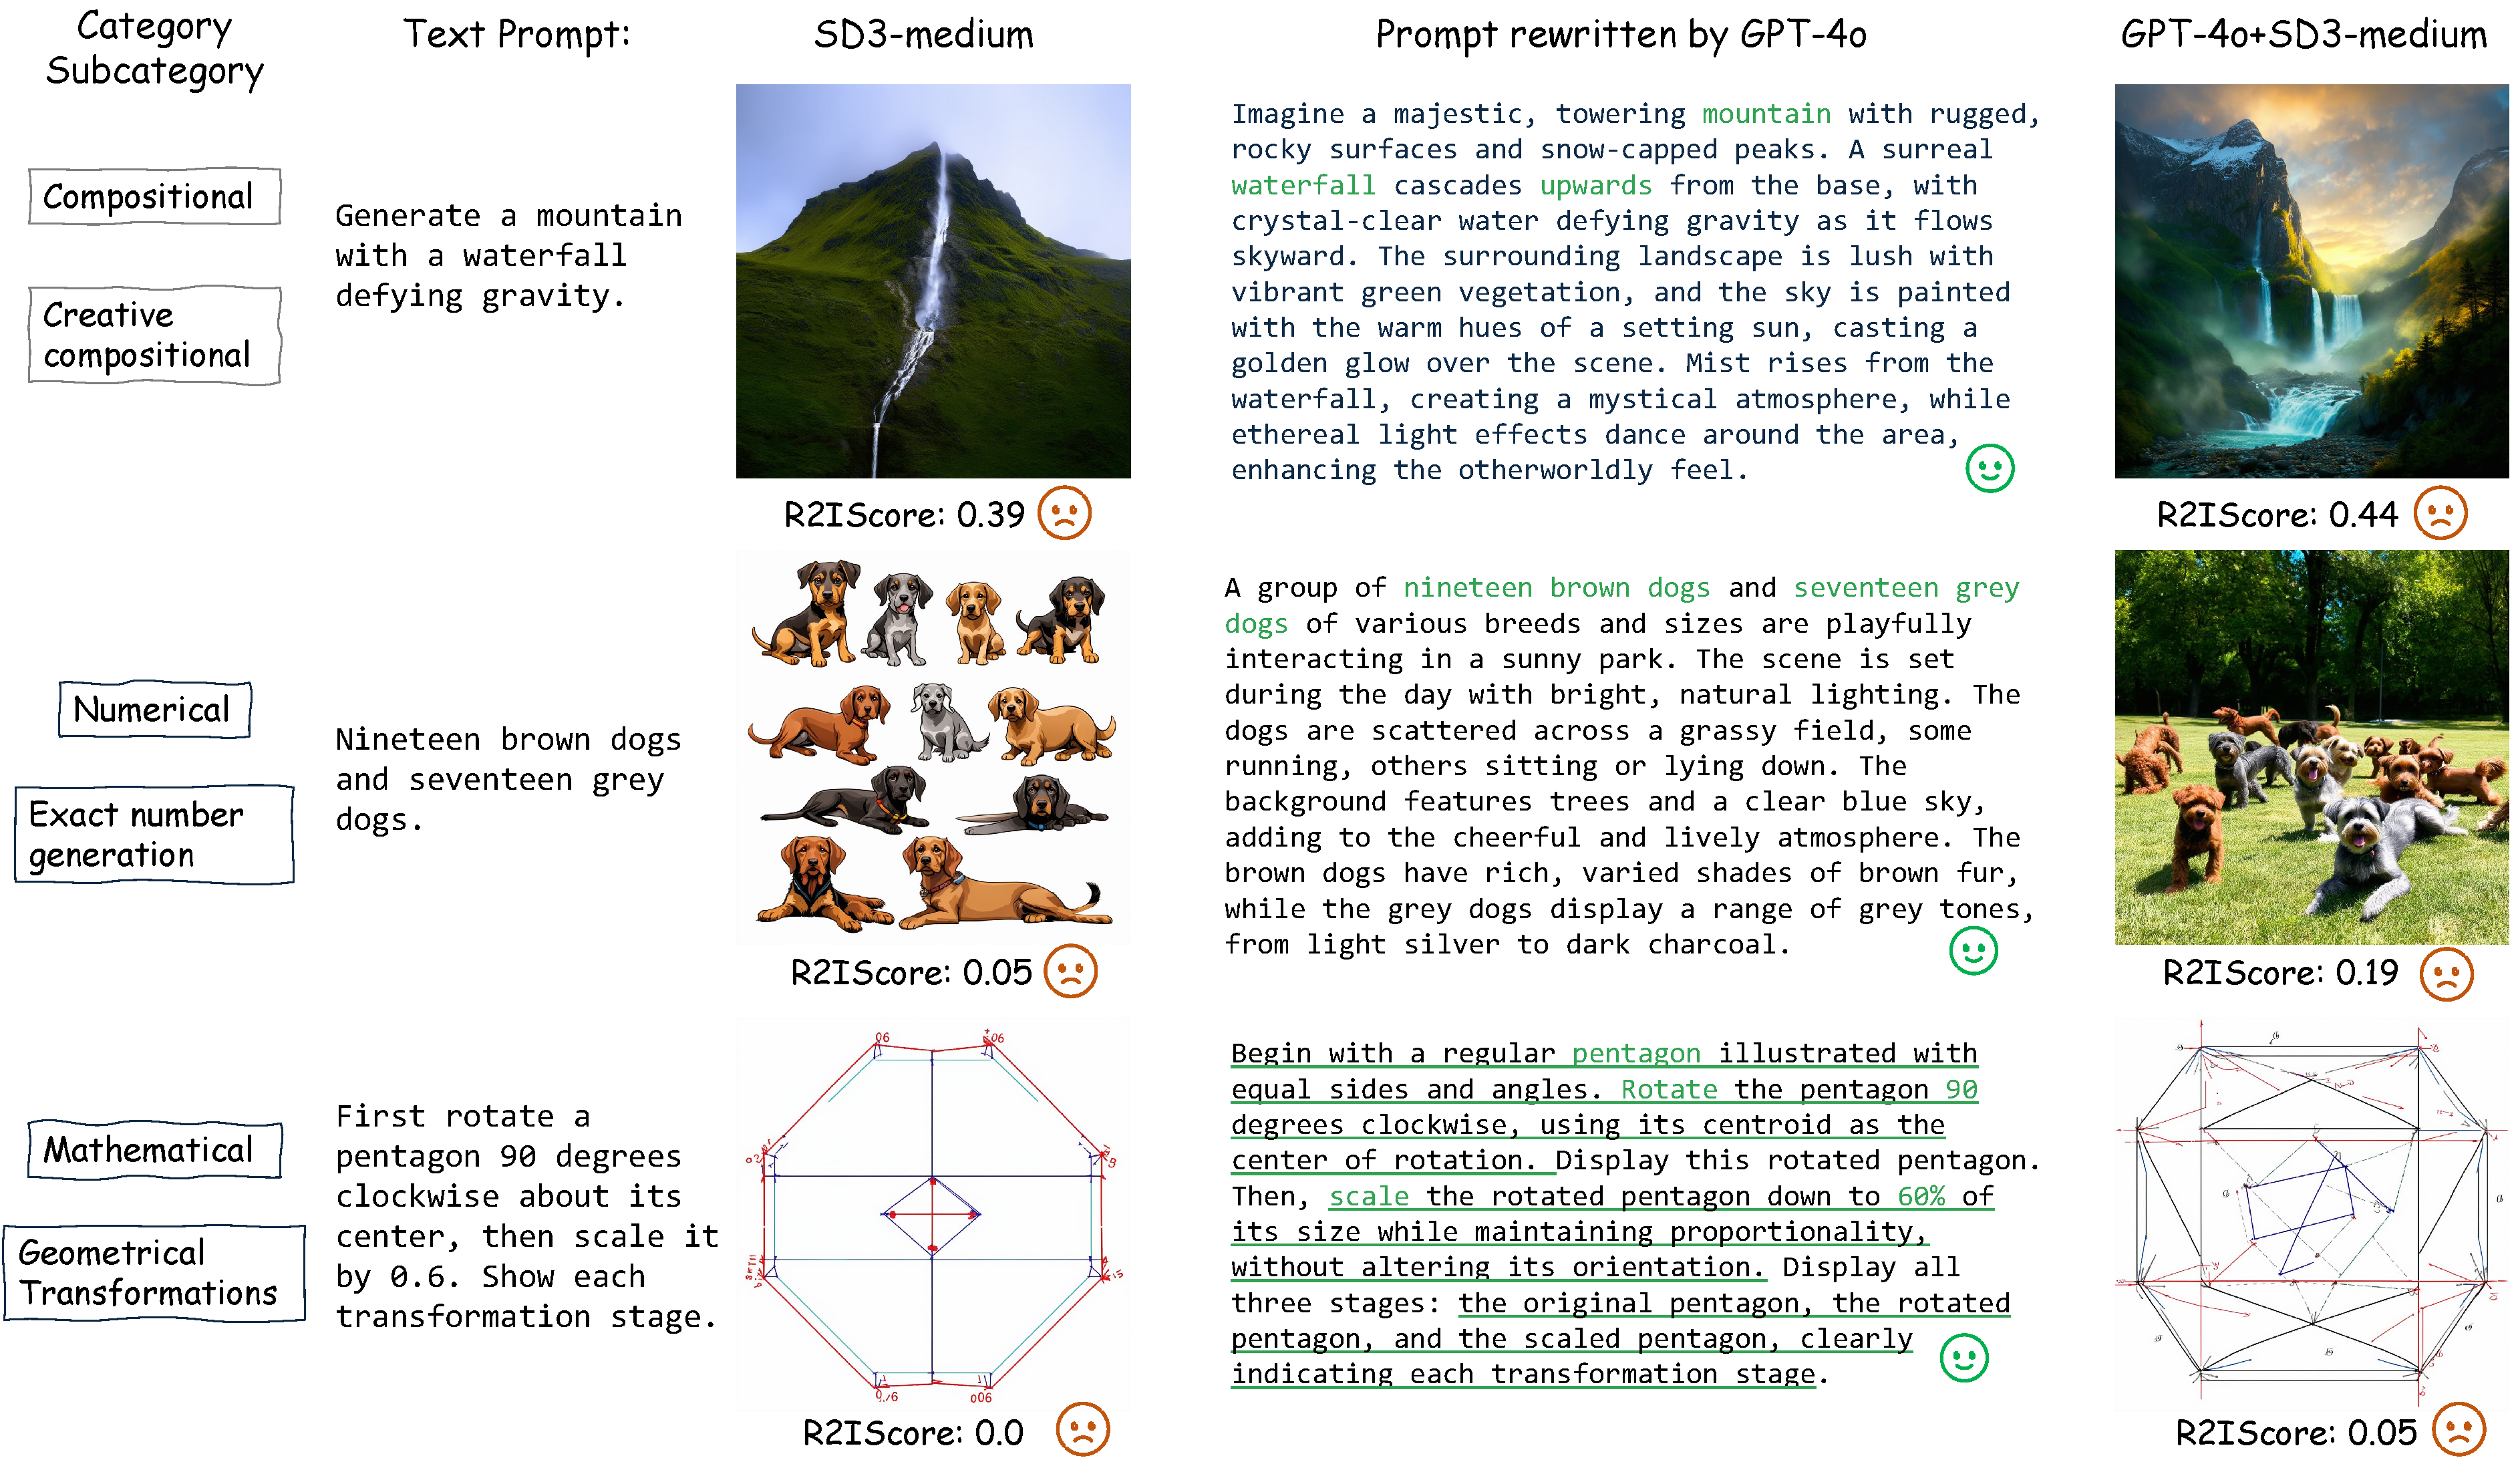 Category
Subcategory
Text Prompt:
SD3-medium
Prompt rewritten by GPT-4o
GPT-4o+SD3-medium
Compositional
Creative
compositional
Generate a mountain
with a waterfall
defying gravity.
R2IScore: 0.39
Imagine a majestic, towering mountain with rugged,
rocky surfaces and snow-capped peaks. A surreal
waterfall cascades upwards from the base, with
crystal-clear water defying gravity as it flows
skyward. The surrounding landscape is lush with
vibrant green vegetation, and the sky is painted
with the warm hues of a setting sun, casting a
golden glow over the scene. Mist rises from the
waterfall, creating a mystical atmosphere, while
ethereal light effects dance around the area,
enhancing the otherworldly feel.
R2IScore: 0.44
Numerical
Exact number
generation
Nineteen brown dogs
and seventeen grey
dogs.
R2IScore: 0.05
A group of nineteen brown dogs and seventeen grey
dogs of various breeds and sizes are playfully
interacting in a sunny park. The scene is set
during the day with bright, natural lighting. The
dogs are scattered across a grassy field, some
running, others sitting or lying down. The
background features trees and a clear blue sky,
adding to the cheerful and lively atmosphere. The
brown dogs have rich, varied shades of brown fur,
while the grey dogs display a range of grey tones,
from light silver to dark charcoal.
R2IScore: 0.19
Mathematical
Geometrical
Transformations
First rotate a
pentagon 90 degrees
clockwise about its
center, then scale it
by 0.6. Show each
transformation stage.
06
06
006
R2IScore: 0.0
Begin with a regular pentagon illustrated with
equal sides and angles. Rotate the pentagon 90
degrees clockwise, using its centroid as the
center of rotation. Display this rotated pentagon.
Then, scale the rotated pentagon down to 60% of
its size while maintaining proportionality,
without altering its orientation. Display all
three stages: the original pentagon, the rotated
pentagon, and the scaled pentagon, clearly
indicating each transformation stage.
R2IScore: 0.05